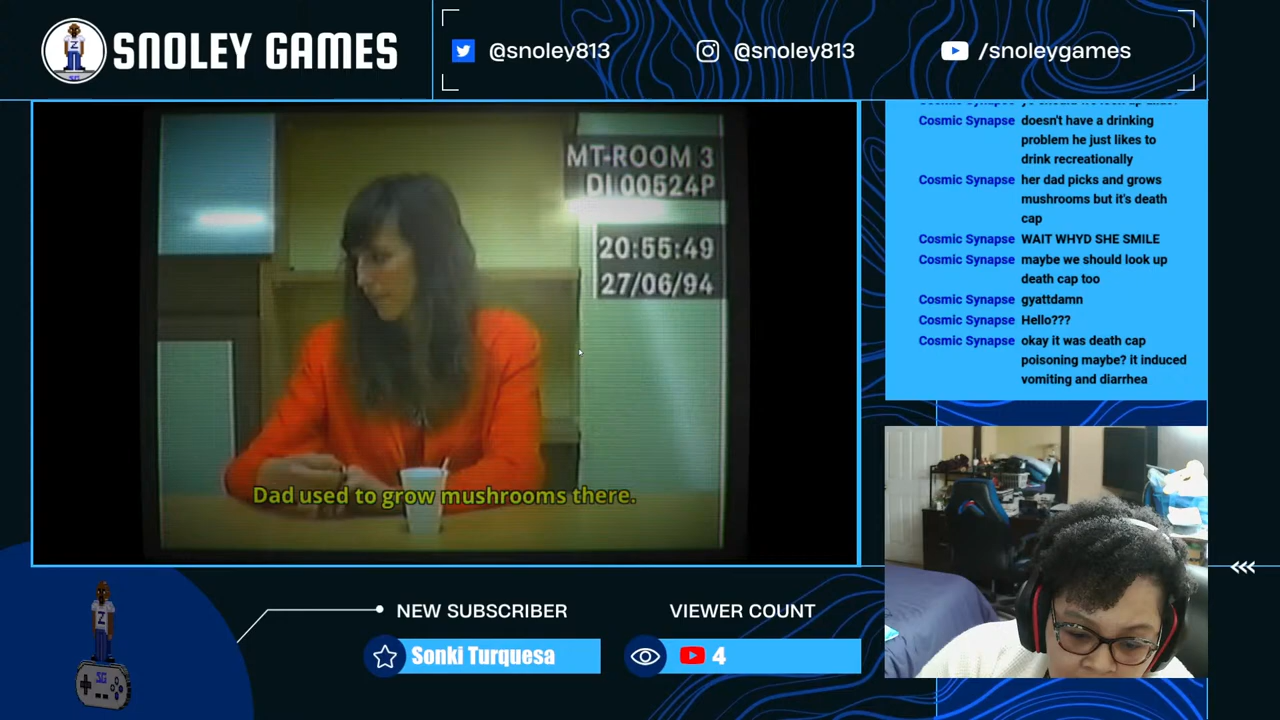 SNOLEY GAMES
@snoley813
@snoley813
/snoleygames
MT-ROOM 3
DI 00524P
20:55:49
27/06/94
Dad used to grow mushrooms there.
Cosmic Synapse doesn't have a drinking
problem he just likes to
drink recreationally
Cosmic Synapse her dad picks and grows
mushrooms but it's death
cap
Cosmic Synapse WAIT WHYD SHE SMILE
Cosmic Synapse maybe we should look up
death cap too
Cosmic Synapse gyattdamn
Cosmic Synapse Hello???
Cosmic Synapse okay it was death cap
poisoning maybe? it induced
vomiting and diarrhea
NEW SUBSCRIBER
Sonki Turquesa
VIEWER COUNT
4
Z
SG
Z
SG